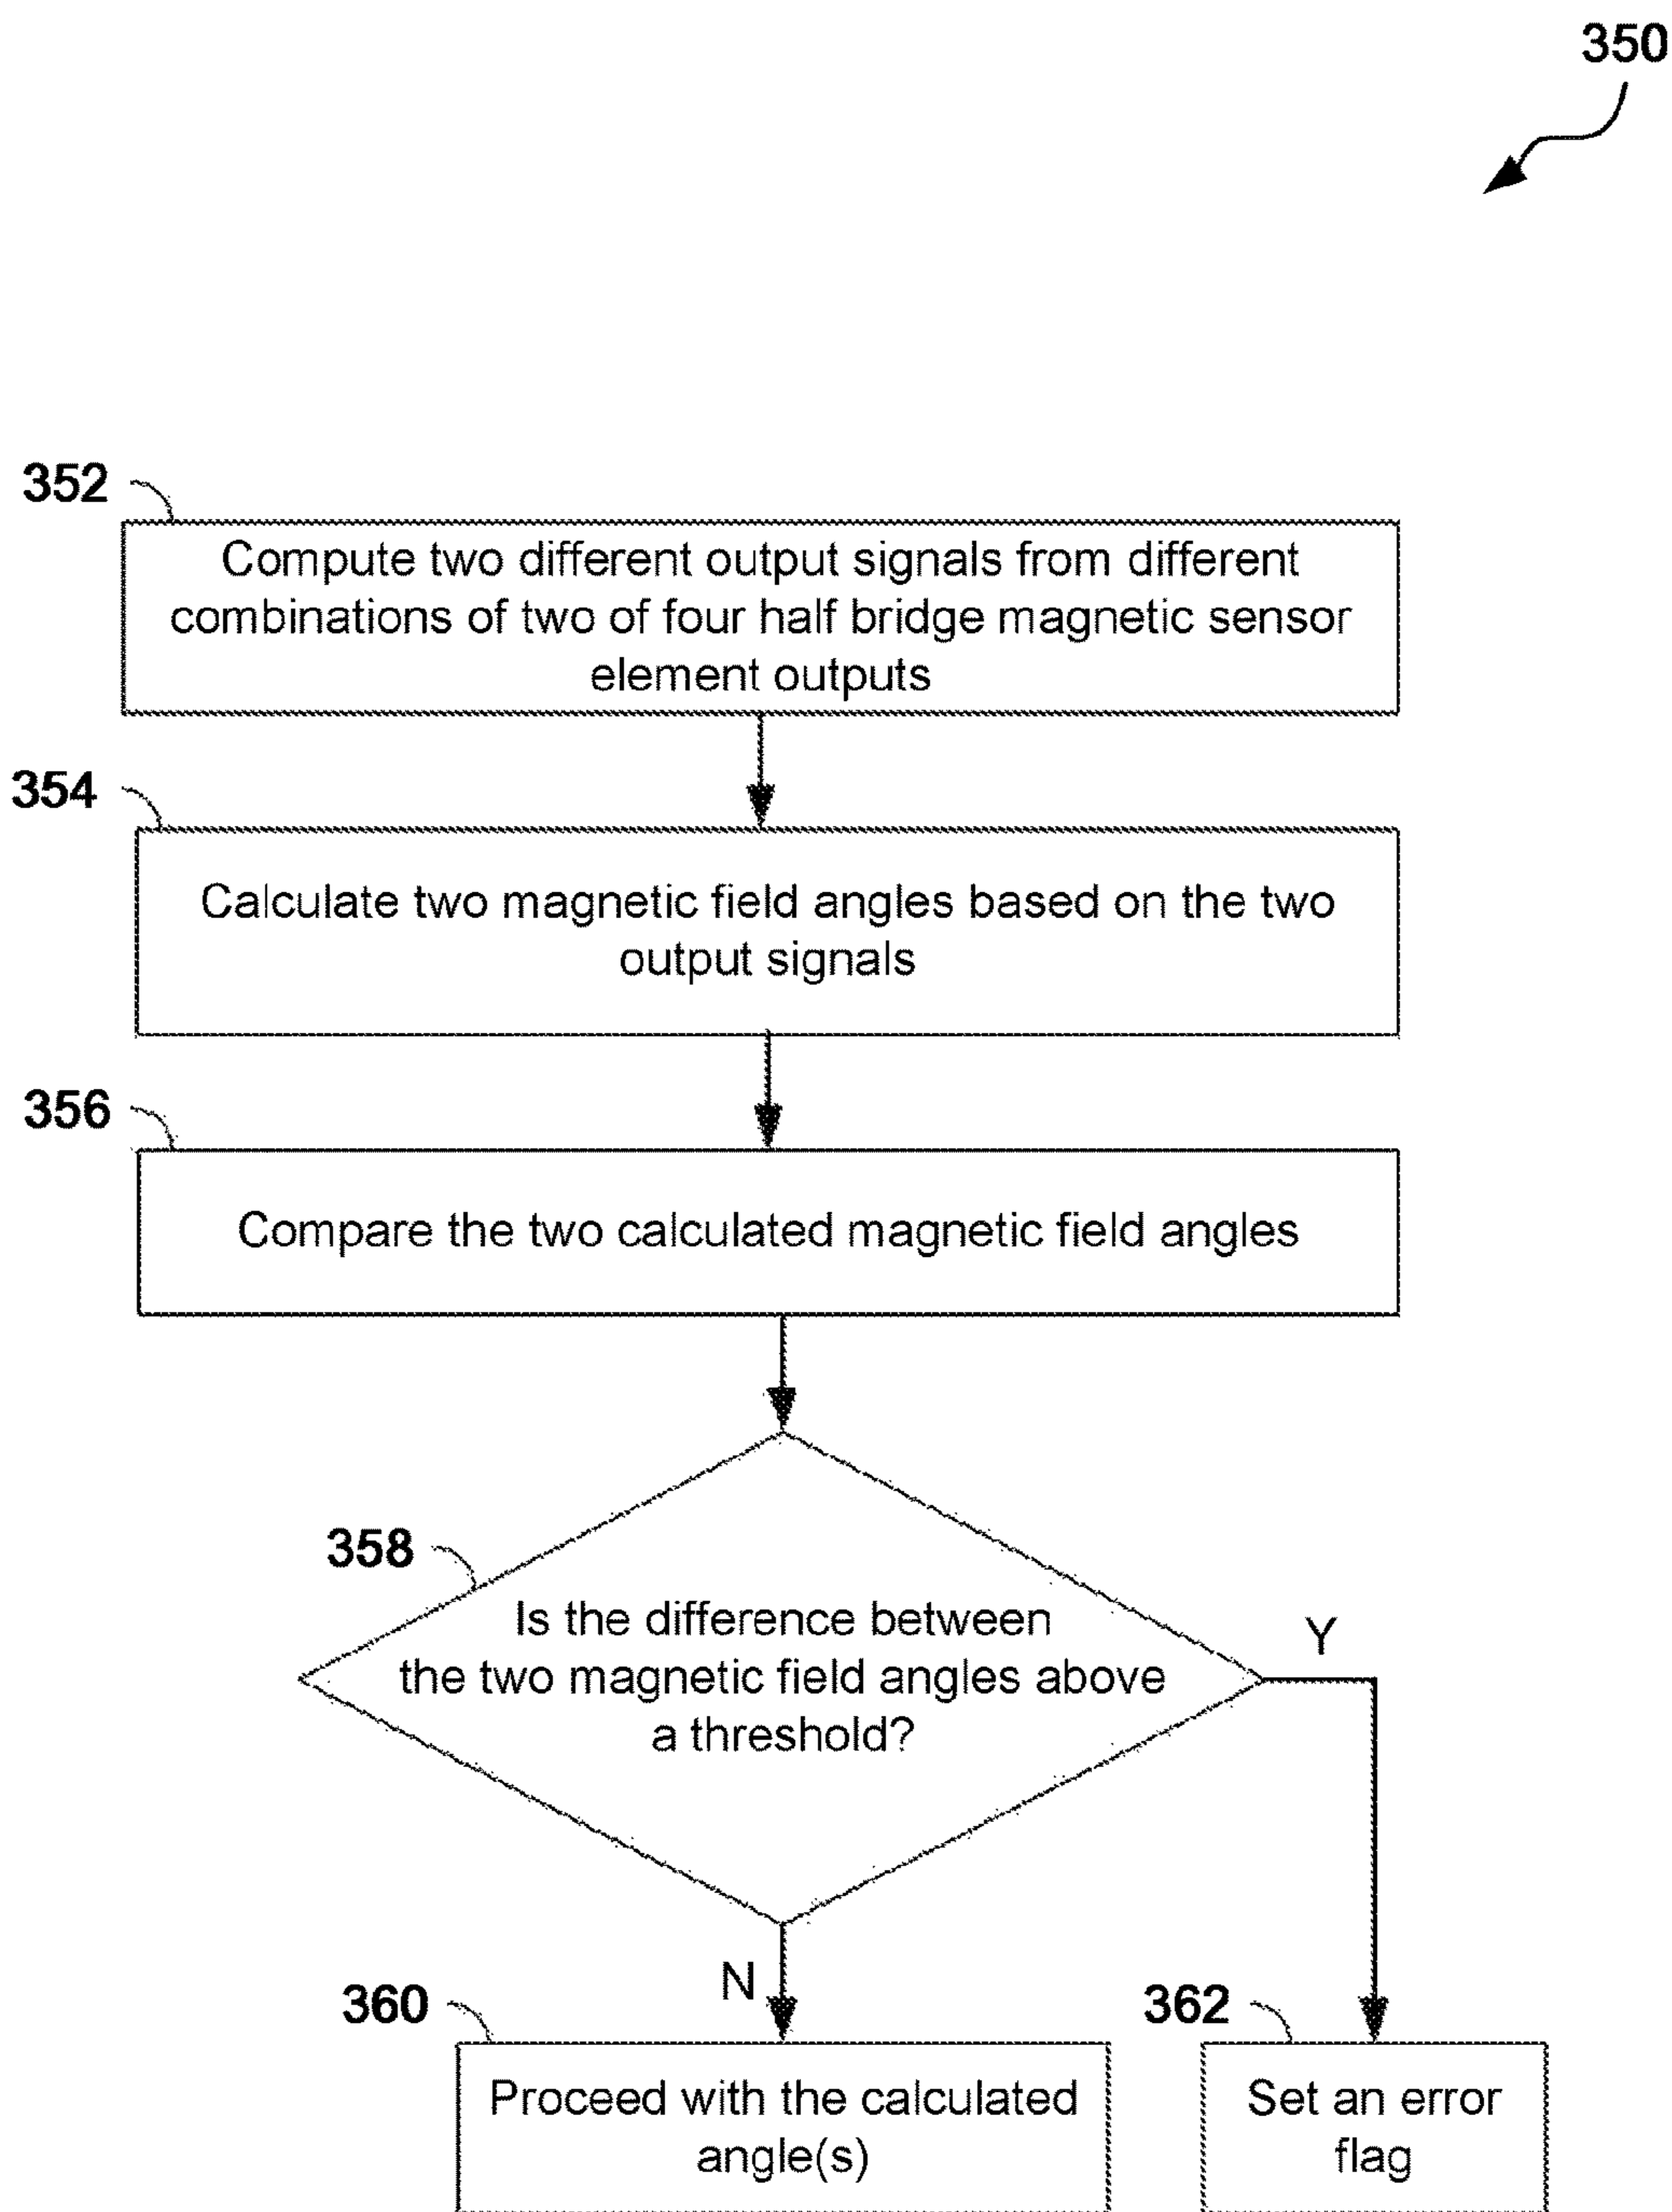 350
352
Compute two different output signals from different
combinations of two of four half bridge magnetic sensor
element outputs
354
Calculate two magnetic field angles based on the two
output signals
356
Compare the two calculated magnetic field angles
358
Is the difference between
the two magnetic field angles above
a threshold?
Y
N
360
Proceed with the calculated
angle(s)
362
Set an error
flag